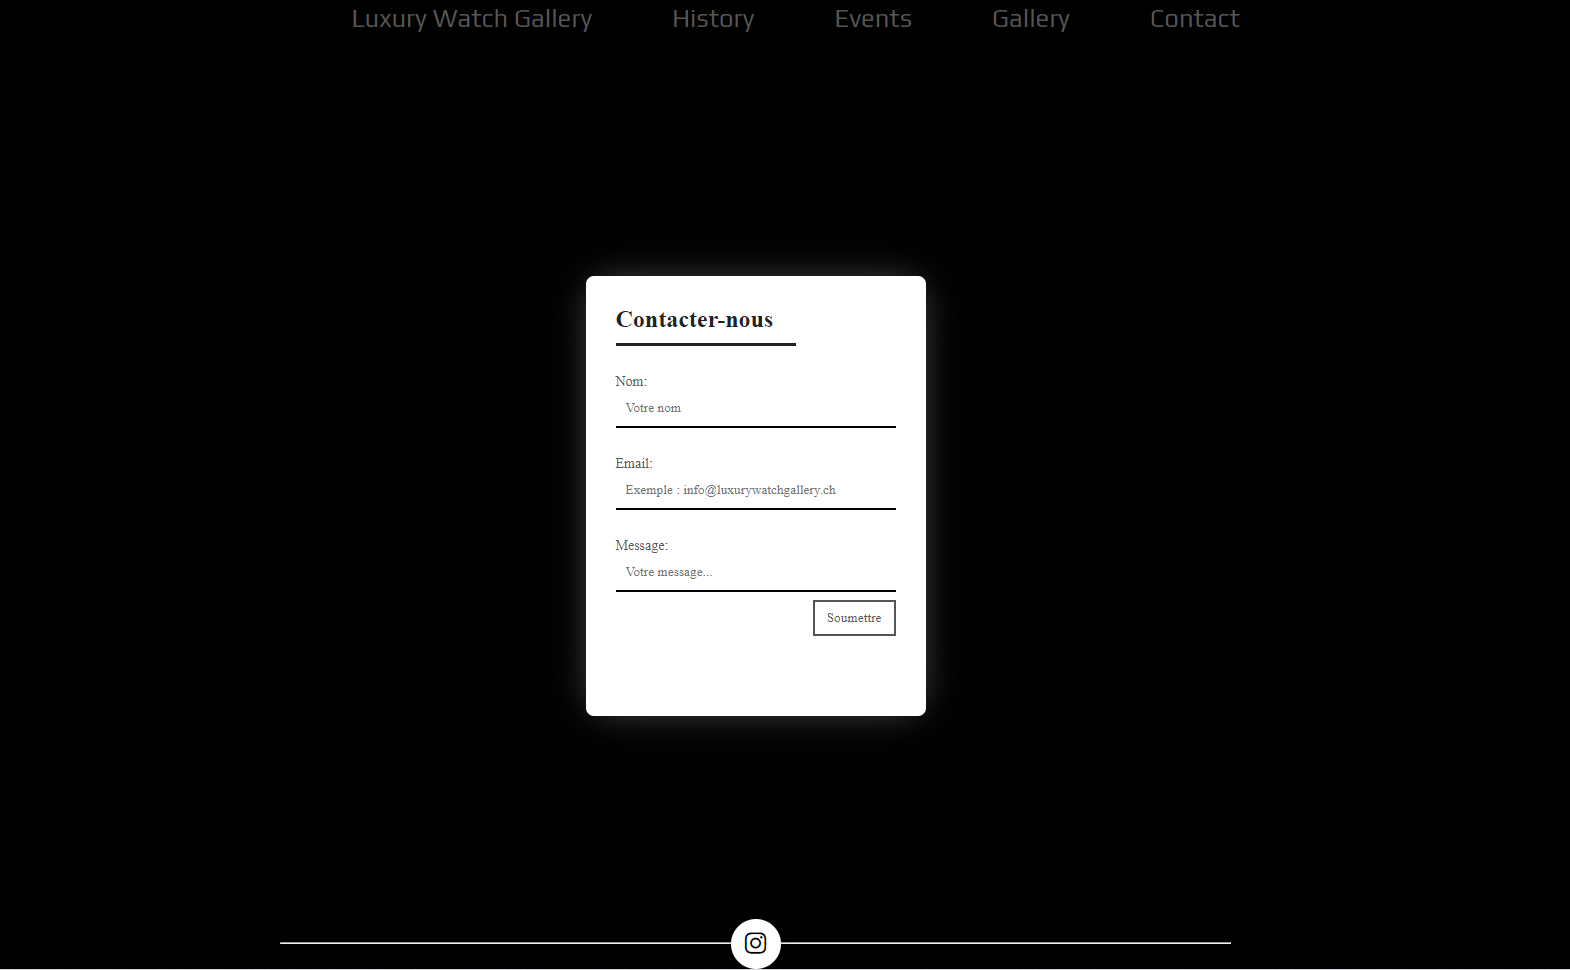 Luxury Watch Gallery History Events Gallery Contact
Contacter-nous
Nom:
Votre nom
Email:
Exemple : info@luxurywatchgallery.ch
Message:
Votre message...
Soumettre